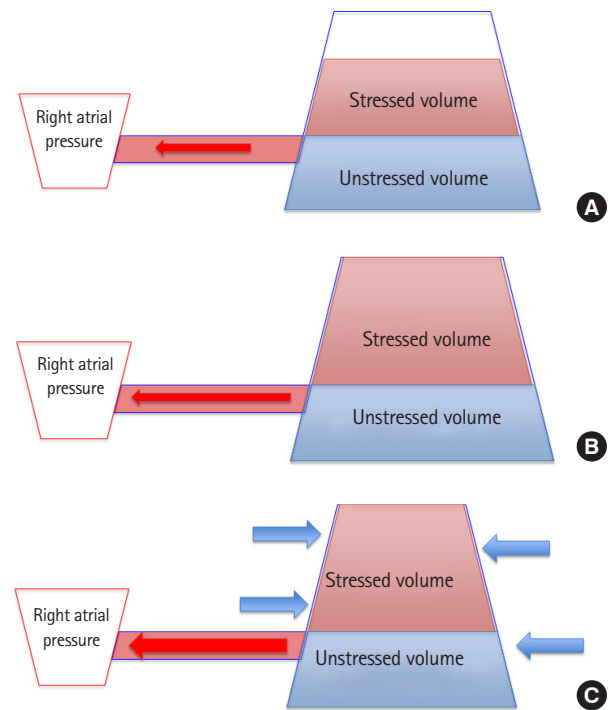 Right atrial
pressure
Stressed volume
Unstressed volume
A
Right atrial
pressure
Stressed volume
Unstressed volume
B
Right atrial
pressure
Stressed volume
Unstressed volume
C